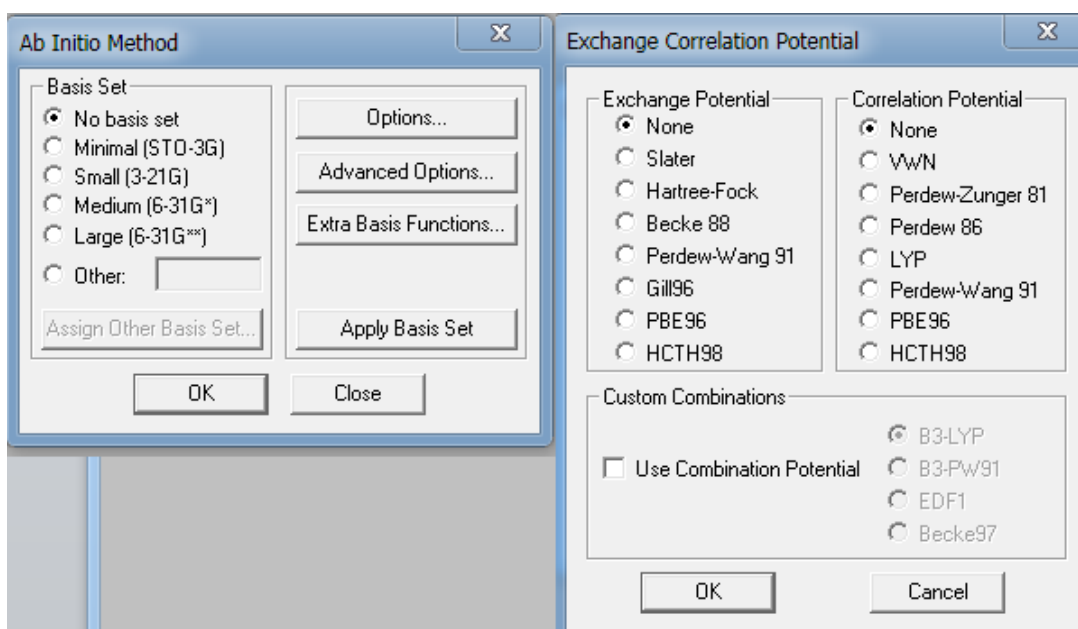 Ab Initio Method
Basis Set
No basis set
Minimal (STO-3G)
Small (3-21G)
Medium (6-31G*)
Large (6-31G**)
Other:
Assign Other Basis Set...
Options...
Advanced Options...
Extra Basis Functions...
Apply Basis Set
OK
Close
Exchange Correlation Potential
Exchange Potential
None
Slater
Hartree-Fock
Becke 88
Perdew-Wang 91
Gill96
PBE96
HCTH98
Correlation Potential
None
VWN
Perdew-Zunger 81
Perdew 86
LYP
Perdew-Wang 91
PBE96
HCTH98
Custom Combinations
Use Combination Potential
B3-LYP
B3-PW91
EDF1
Becke97
OK
Cancel